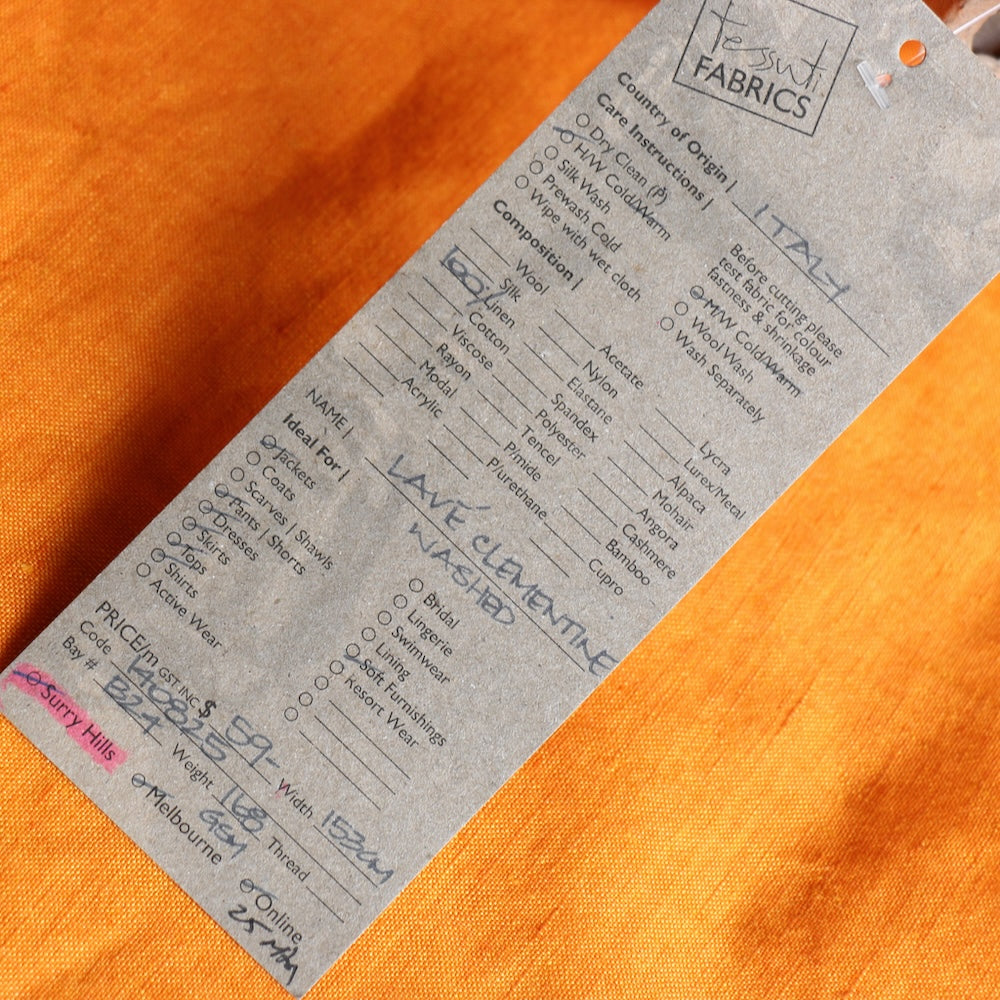 tessuti
FABRICS
Country of Origin | ITALY
Care Instructions |
Dry Clean (P)
H/W Cold/Warm
Silk Wash
Prewash Cold
Wipe with wet cloth
Before cutting please
test fabric for colour
fastness & shrinkage
M/W Cold/Warm
Wool Wash
Wash Separately
Composition |
Wool
Silk
100% Linen
Cotton
Viscose
Rayon
Modal
Acrylic
Acetate
Nylon
Elastane
Spandex
Polyester
Tencel
P/mide
P/urethane
Lycra
Lurex/Metal
Alpaca
Mohair
Angora
Cashmere
Bamboo
Cupro
NAME | LAVÉ CLEMENTINE
WASHED
Ideal For |
Jackets
Coats
Scarves | Shawls
Pants | Shorts
Dresses
Skirts
Tops
Shirts
Active Wear
Bridal
Lingerie
Swimwear
Lining
Soft Furnishings
Resort Wear
PRICE/m GST INC $ 59-
Code 140825 Width 152cm
Bay # B24 Weight 168 GSM Thread
Surry Hills Melbourne Online
25 May